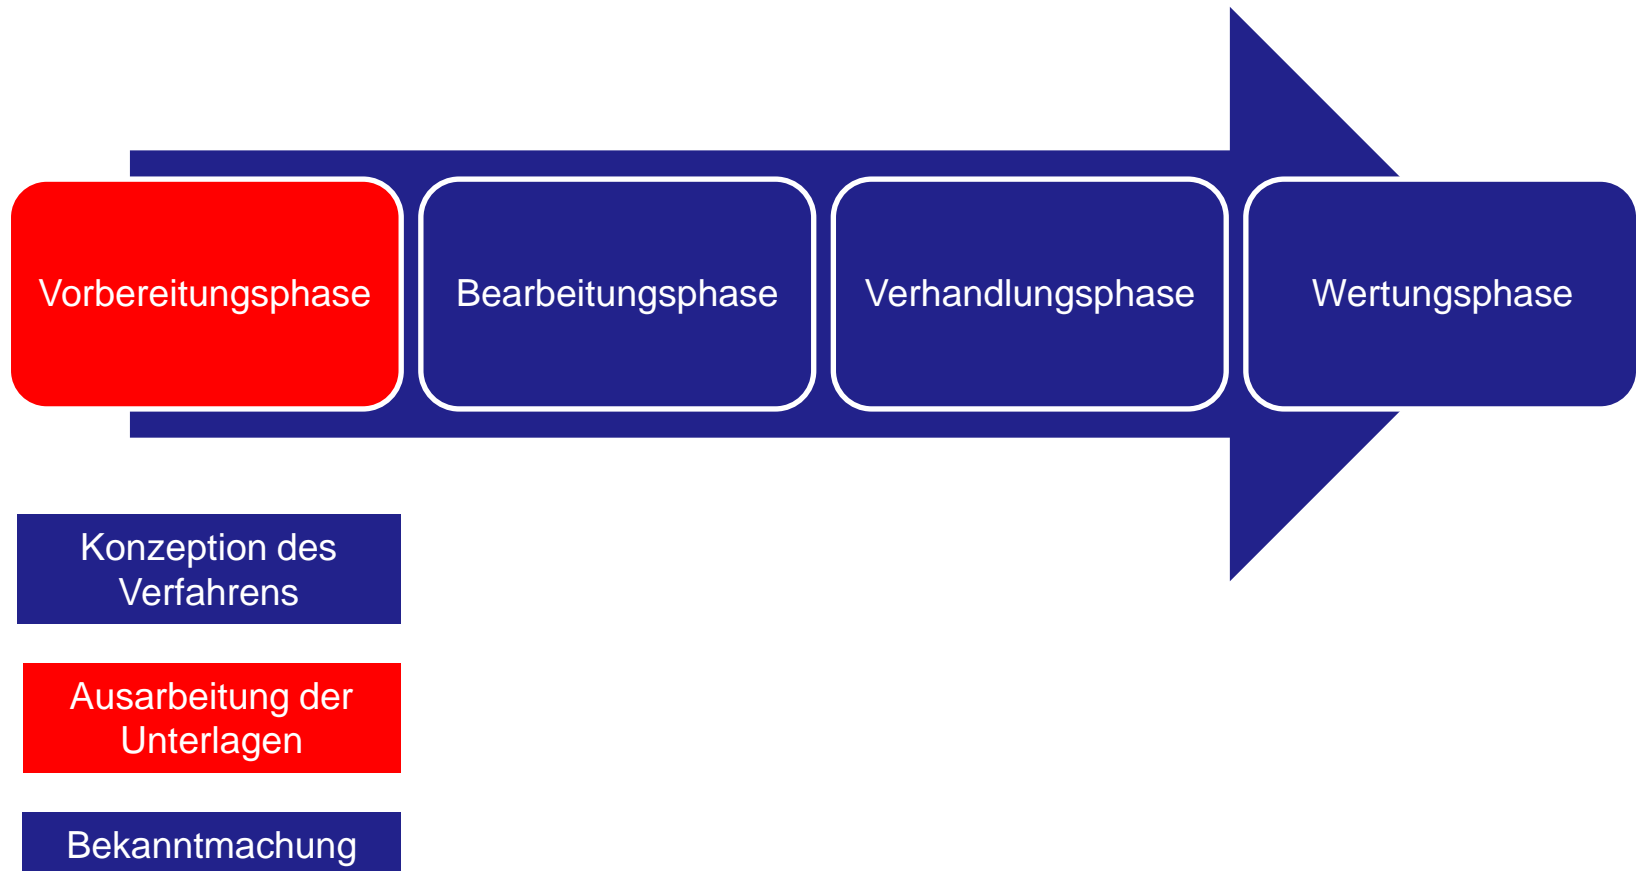 Vorbereitungsphase
Bearbeitungsphase
Verhandlungsphase
Wertungsphase
Konzeption des
Verfahrens
Ausarbeitung der
Unterlagen
Bekanntmachung